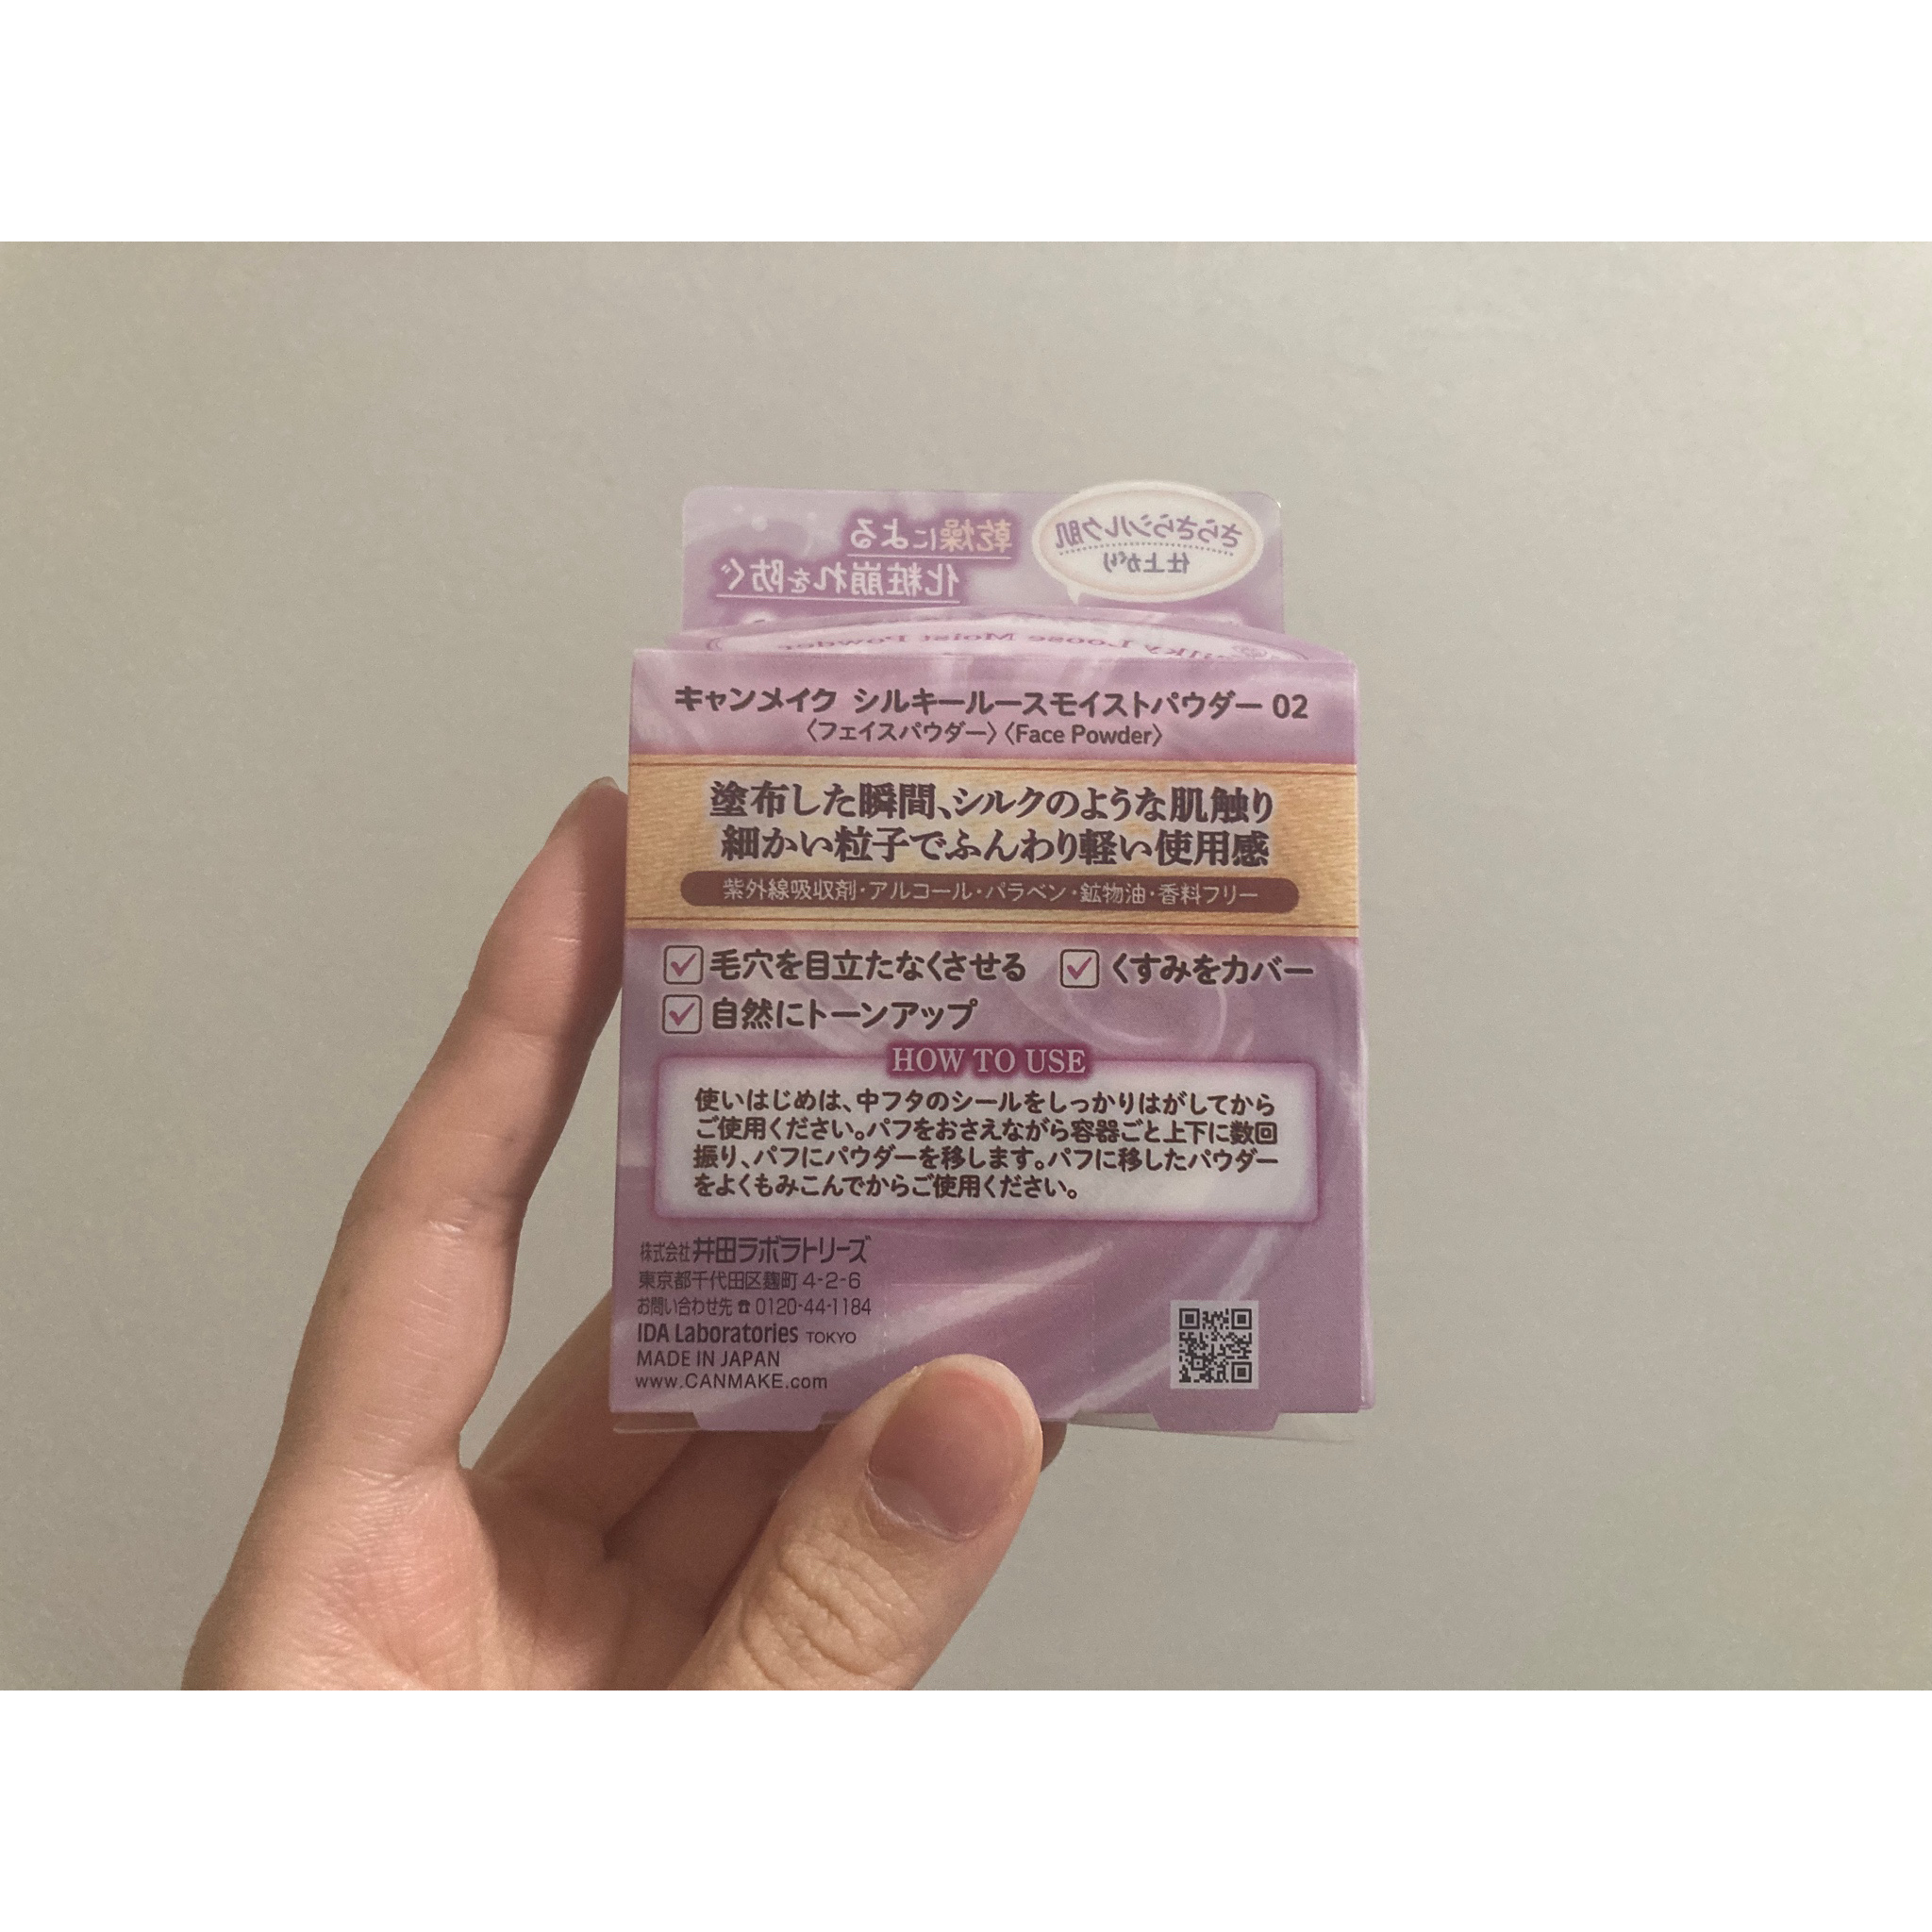 さらさらシルク肌
仕上がり
乾燥による
化粧崩れを防ぐ
Silky Loose Moist Powder
キャンメイク シルキールースモイストパウダー 02
〈フェイスパウダー〉〈Face Powder〉
塗布した瞬間、シルクのような肌触り
細かい粒子でふんわり軽い使用感
紫外線吸収剤・アルコール・パラベン・鉱物油・香料フリー
毛穴を目立たなくさせる くすみをカバー
自然にトーンアップ
HOW TO USE
使いはじめは、中フタのシールをしっかりはがしてから
ご使用ください。パフをおさえながら容器ごと上下に数回
振り、パフにパウダーを移します。パフに移したパウダー
をよくもみこんでからご使用ください。
株式会社 井田ラボラトリーズ
東京都千代田区麹町 4-2-6
お問い合わせ先 ☎ 0120-44-1184
IDA Laboratories TOKYO
MADE IN JAPAN
www.CANMAKE.com